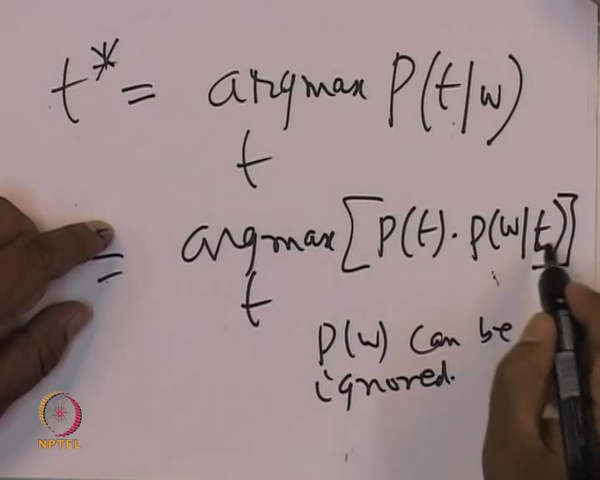 t* = argmax P(t/w)
t
= argmax [P(t). P(w|t)]
t
P(w) can be
ignored.
NPTEL